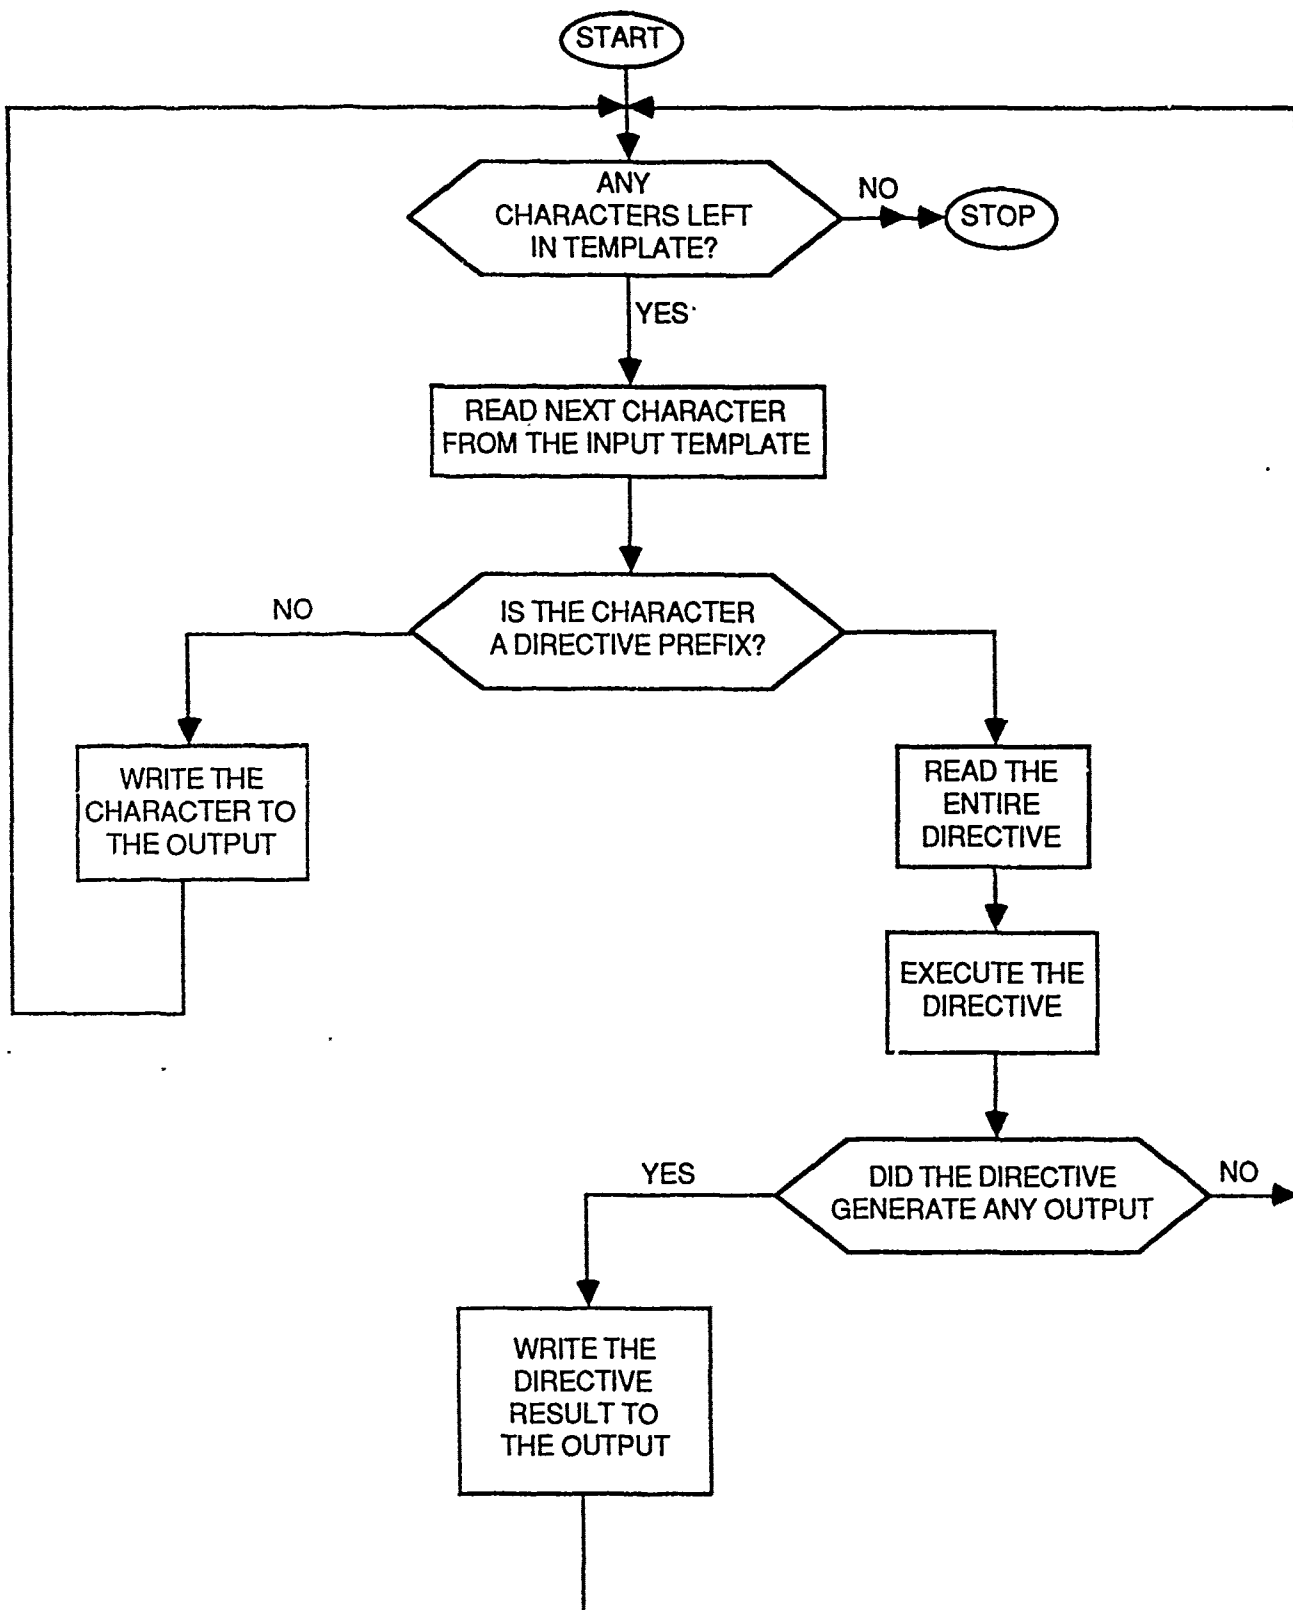 START
ANY
CHARACTERS LEFT
IN TEMPLATE?
NO
STOP
YES
READ NEXT CHARACTER
FROM THE INPUT TEMPLATE
NO
IS THE CHARACTER
A DIRECTIVE PREFIX?
WRITE THE
CHARACTER TO
THE OUTPUT
READ THE
ENTIRE
DIRECTIVE
EXECUTE THE
DIRECTIVE
YES
DID THE DIRECTIVE
GENERATE ANY OUTPUT
NO
WRITE THE
DIRECTIVE
RESULT TO
THE OUTPUT